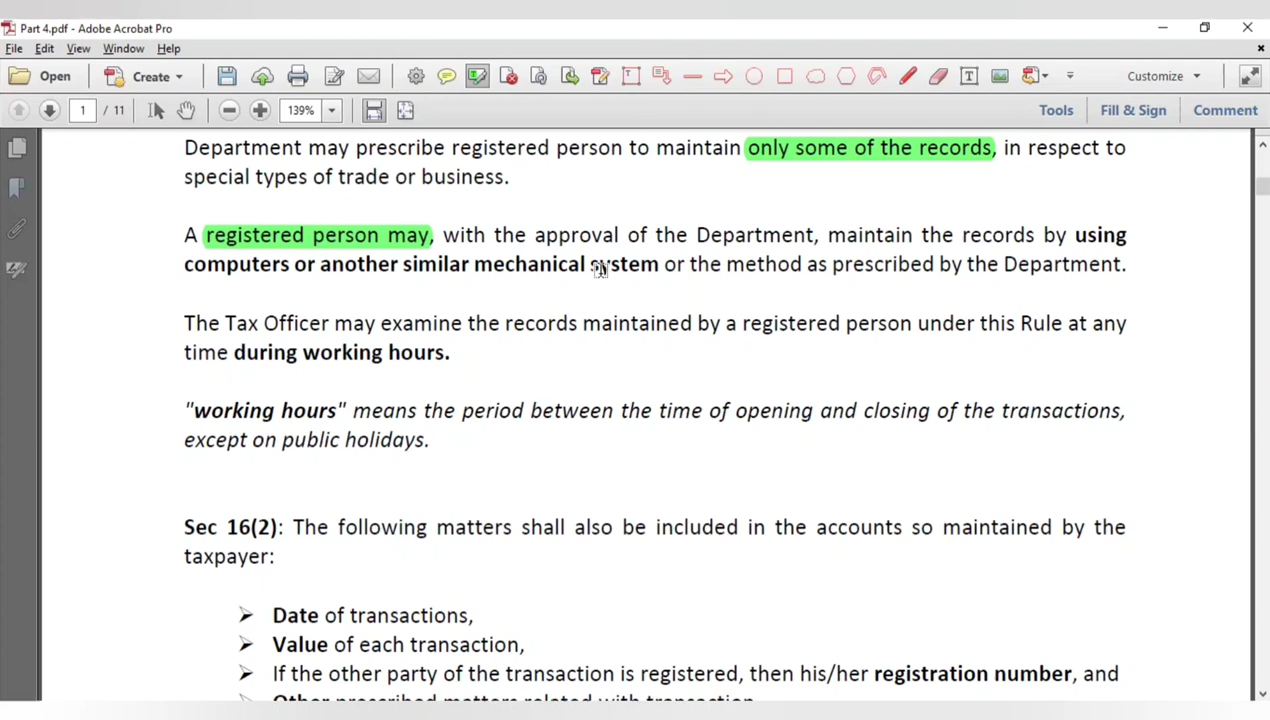 Part 4.pdf - Adobe Acrobat Pro
File Edit View Window Help
Open Create Customize
1 / 11 139% Tools Fill & Sign Comment
Department may prescribe registered person to maintain only some of the records, in respect to
special types of trade or business.
A registered person may, with the approval of the Department, maintain the records by using
computers or another similar mechanical system or the method as prescribed by the Department.
The Tax Officer may examine the records maintained by a registered person under this Rule at any
time during working hours.
"working hours" means the period between the time of opening and closing of the transactions,
except on public holidays.
Sec 16(2): The following matters shall also be included in the accounts so maintained by the
taxpayer:
Date of transactions,
Value of each transaction,
If the other party of the transaction is registered, then his/her registration number, and
Other prescribed matters related with transaction